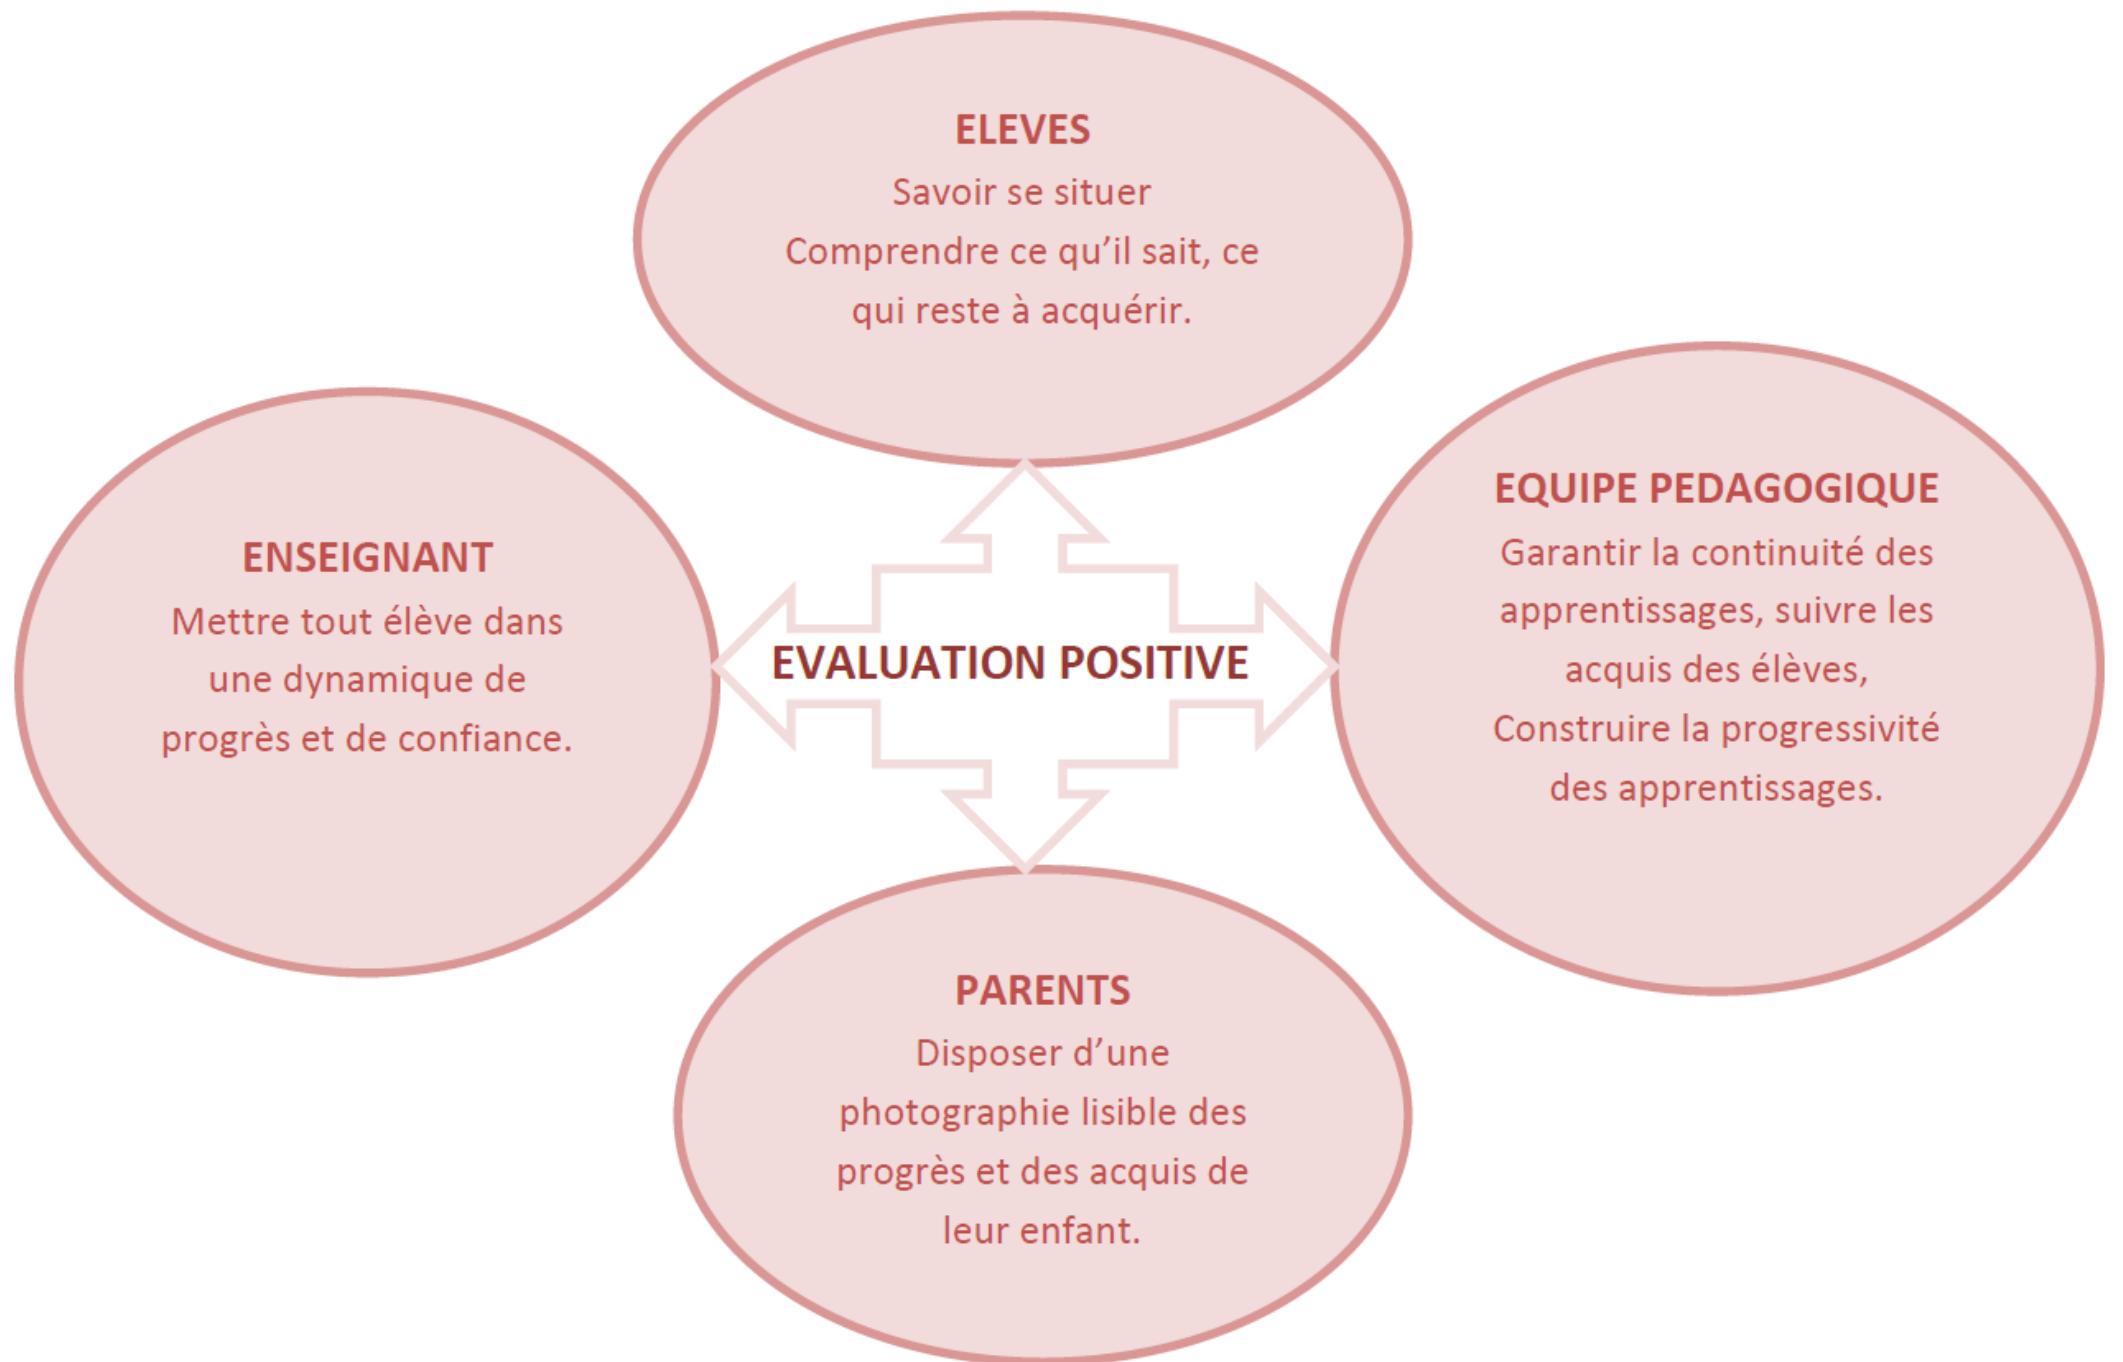 ELEVES
Savoir se situer
Comprendre ce qu’il sait, ce
qui reste à acquérir.
ENSEIGNANT
Mettre tout élève dans
une dynamique de
progrès et de confiance.
EVALUATION POSITIVE
EQUIPE PEDAGOGIQUE
Garantir la continuité des
apprentissages, suivre les
acquis des élèves,
Construire la progressivité
des apprentissages.
PARENTS
Disposer d’une
photographie lisible des
progrès et des acquis de
leur enfant.